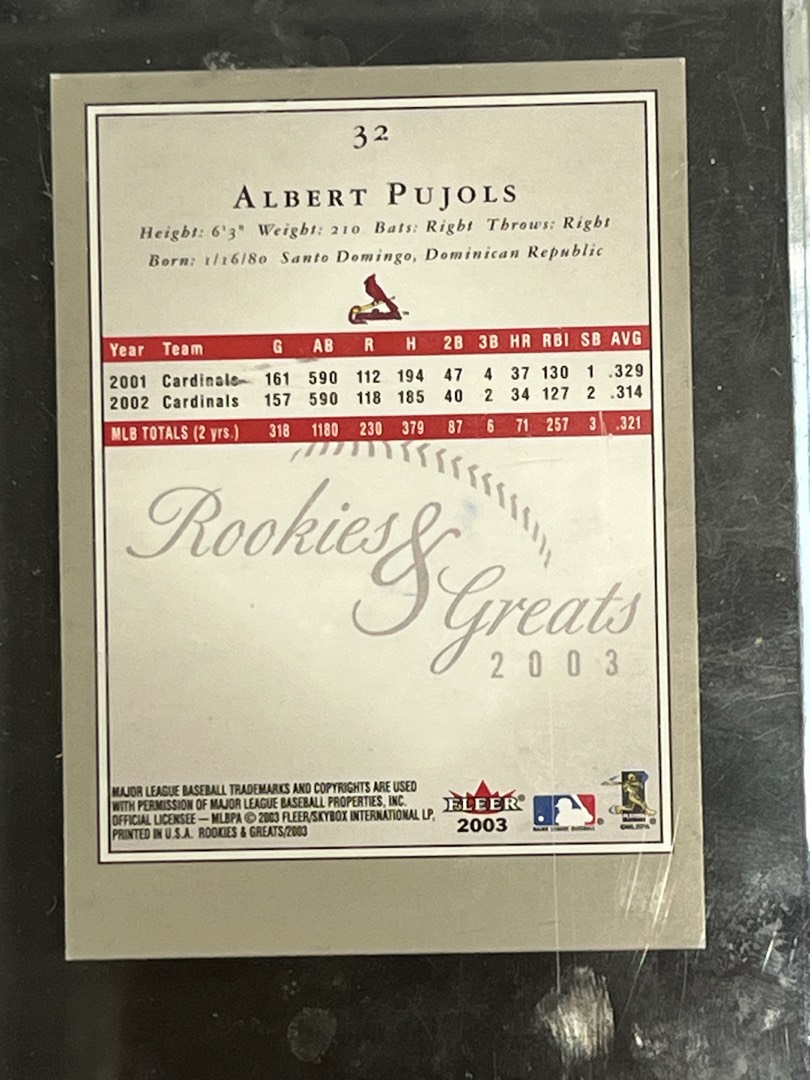 32
ALBERT PUJOLS
Height: 6'3" Weight: 210 Bats: Right Throws: Right
Born: 1/16/80 Santo Domingo, Dominican Republic
Year Team G AB R H 2B 3B HR RBI SB AVG
2001 Cardinals 161 590 112 194 47 4 37 130 1 .329
2002 Cardinals 157 590 118 185 40 2 34 127 2 .314
MLB TOTALS (2 yrs.) 318 1180 230 379 87 6 71 257 3 .321
Rookies &
Greats
2003
MAJOR LEAGUE BASEBALL TRADEMARKS AND COPYRIGHTS ARE USED
WITH PERMISSION OF MAJOR LEAGUE BASEBALL PROPERTIES, INC.
OFFICIAL LICENSEE — MLBPA © 2003 FLEER/SKYBOX INTERNATIONAL LP,
PRINTED IN U.S.A. ROOKIES & GREATS/2003
FLEER
2003
MAJOR LEAGUE BASEBALL